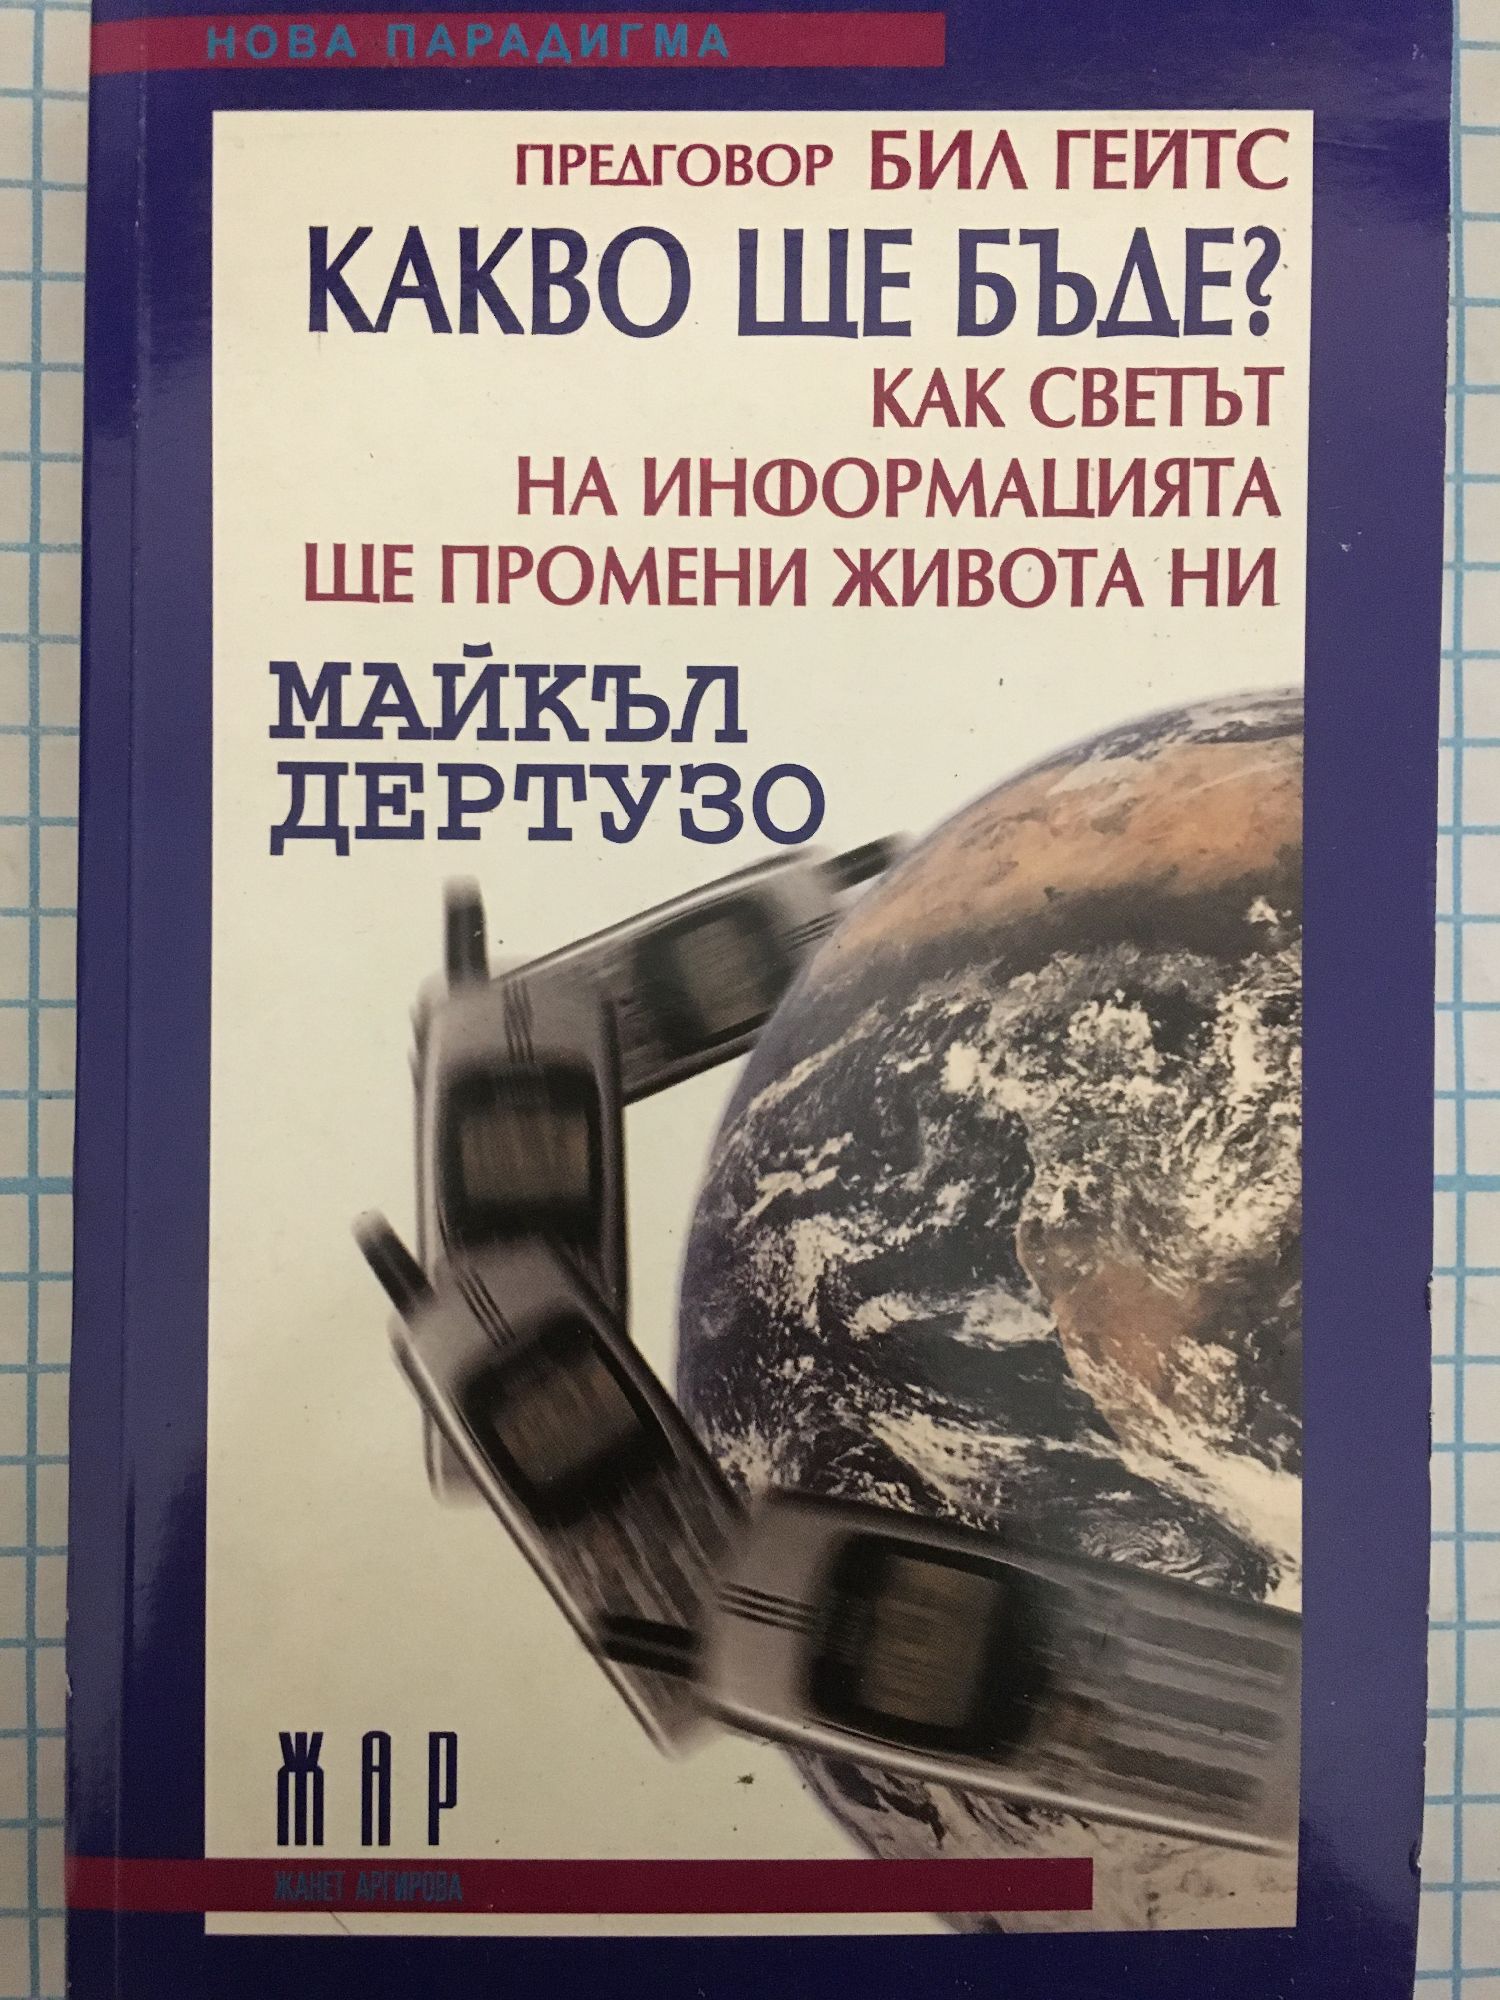 НОВА ПАРАДИГМА
ПРЕДГОВОР БИЛ ГЕЙТС
КАКВО ЩЕ БЪДЕ?
КАК СВЕТЪТ
НА ИНФОРМАЦИЯТА
ЩЕ ПРОМЕНИ ЖИВОТА НИ
МАЙКЪЛ
ДЕРТУЗО
ЖАР
ЖАНЕТ АРГИРОВА